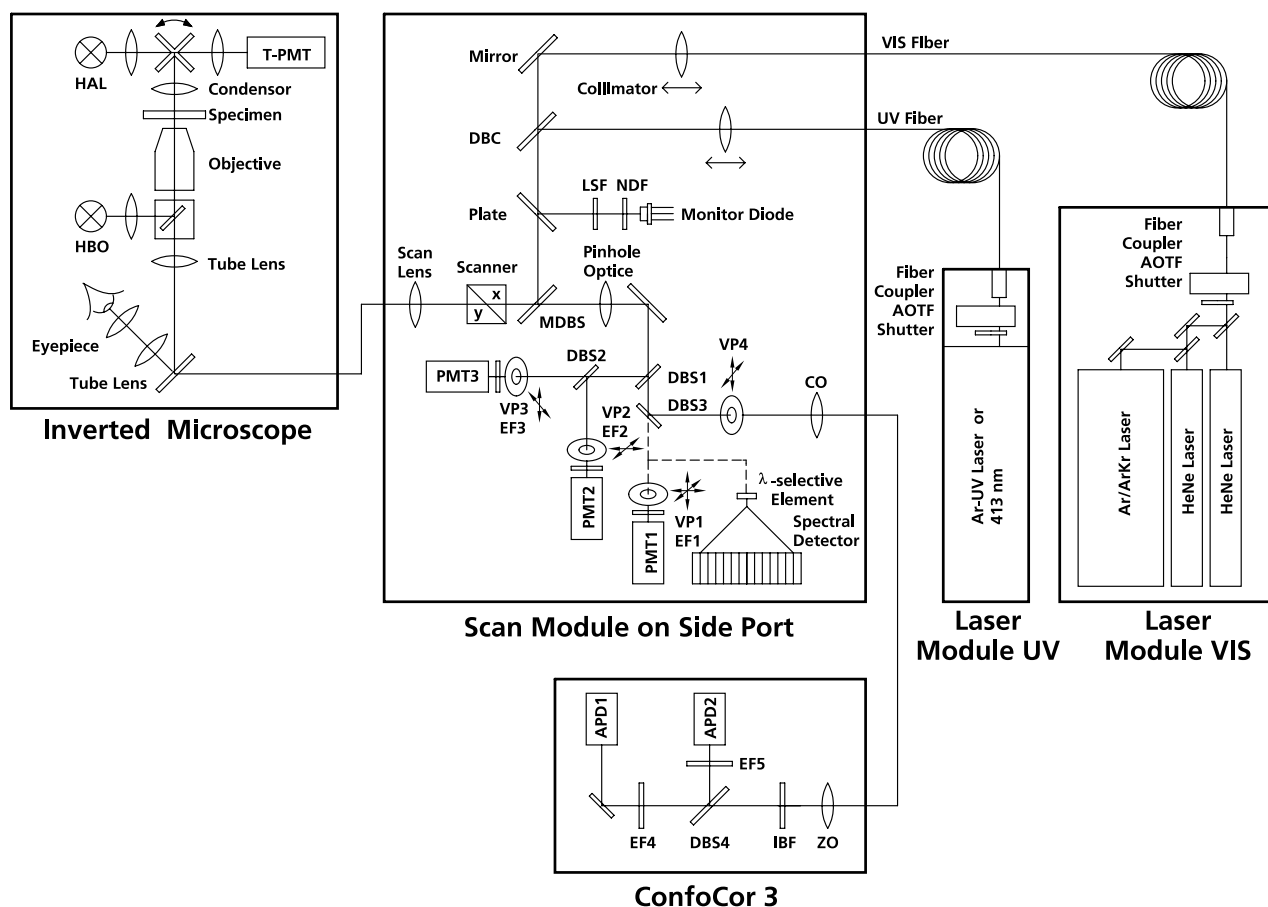 HAL
T-PMT
Condensor
Specimen
Objective
HBO
Tube Lens
Eyepiece
Tube Lens
Inverted Microscope
Mirror
Colllmator
VIS Flber
DBC
UV Flber
LSF NDF
Plate
Monitor Diode
Scan
Lens
Scanner
x
y
Pinhole
Optice
MDBS
DBS2
VP4
PMT3
DBS1
DBS3
CO
VP3
EF3
VP2
EF2
PMT2
λ-selective
Element
VP1
EF1
PMT1
Spectral
Detector
Scan Module on Side Port
Fiber
Coupler
AOTF
Shutter
Ar-UV Laser or
413 nm
Laser
Module UV
Fiber
Coupler
AOTF
Shutter
Ar/ArKr Laser
HeNe Laser
HeNe Laser
Laser
Module VIS
APD1
APD2
EF5
EF4
DBS4
IBF
ZO
ConfoCor 3